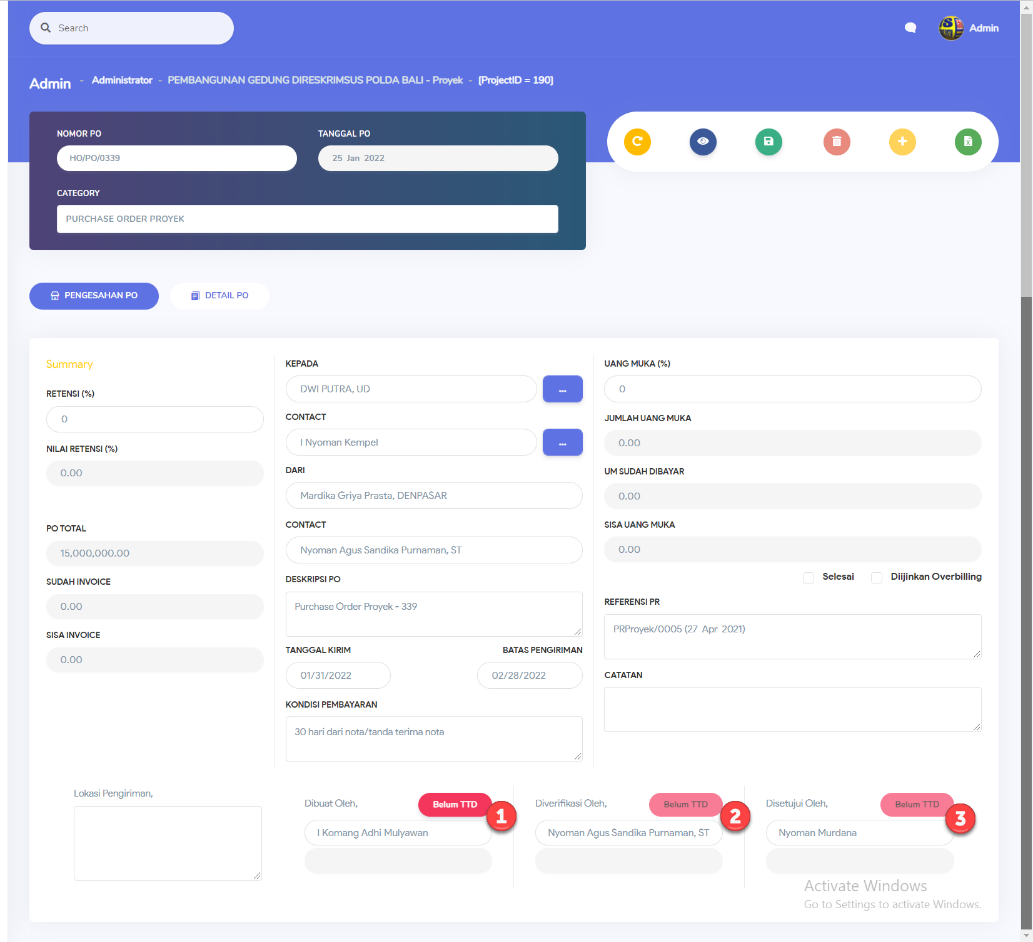 Search
Admin
Admin - Administrator - PEMBANGUNAN GEDUNG DIRESKRIMSUS POLDA BALI - Proyek - [ProjectID = 190]
NOMOR PO
TANGGAL PO
HO/PO/0339
25 Jan 2022
CATEGORY
PURCHASE ORDER PROYEK
PENGESAHAN PO
DETAIL PO
Summary
RETENSI (%)
0
NILAI RETENSI (%)
0.00
PO TOTAL
15,000,000.00
SUDAH INVOICE
0.00
SISA INVOICE
0.00
KEPADA
DWI PUTRA, UD
...
CONTACT
I Nyoman Kempel
...
DARI
Mardika Griya Prasta, DENPASAR
CONTACT
Nyoman Agus Sandika Purnaman, ST
DESKRIPSI PO
Purchase Order Proyek - 339
TANGGAL KIRIM
BATAS PENGIRIMAN
01/31/2022
02/28/2022
KONDISI PEMBAYARAN
30 hari dari nota/tanda terima nota
UANG MUKA (%)
0
JUMLAH UANG MUKA
0.00
UM SUDAH DIBAYAR
0.00
SISA UANG MUKA
0.00
Selesai
Diijinkan Overbilling
REFERENSI PR
PRProyek/0005 (27 Apr 2021)
CATATAN
Lokasi Pengiriman,
Dibuat Oleh,
Belum TTD
1
I Komang Adhi Mulyawan
Diverifikasi Oleh,
Belum TTD
2
Nyoman Agus Sandika Purnaman, ST
Disetujui Oleh,
Belum TTD
3
Nyoman Murdana
Activate Windows
Go to Settings to activate Windows.